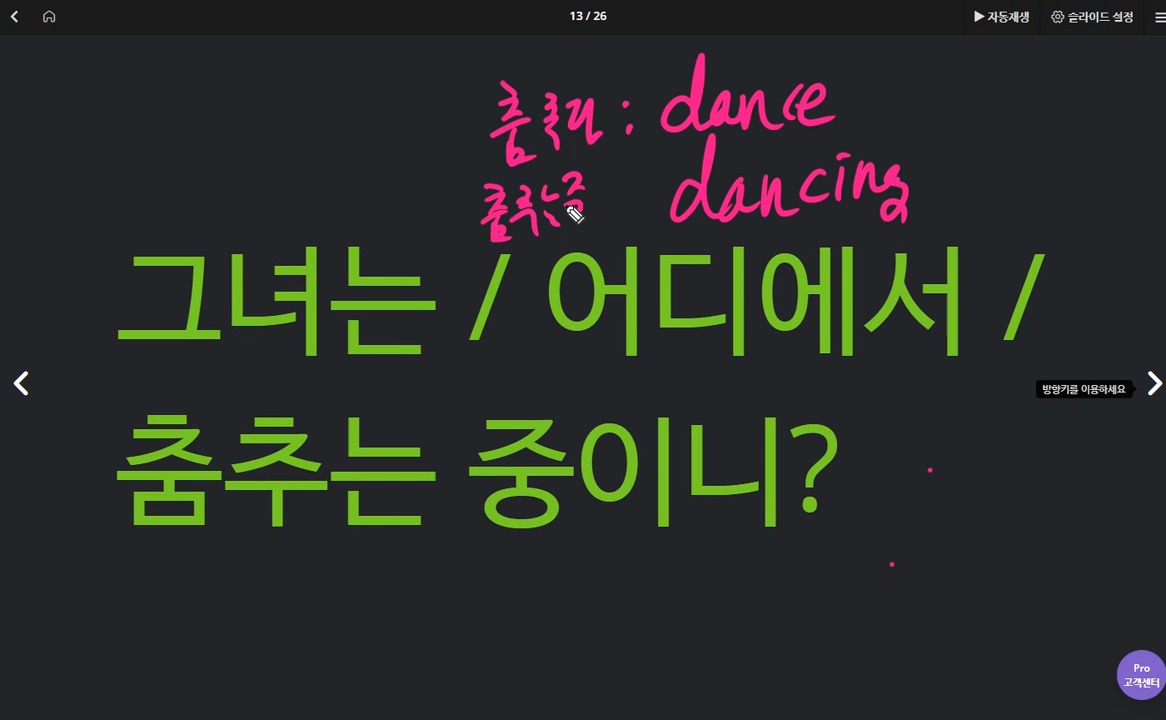 13 / 26
▶ 자동재생
슬라이드 설정
춤추다 : dance
춤추는중 dancing
그녀는 / 어디에서 /
방향키를 이용하세요
춤추는 중이니?
Pro
고객센터